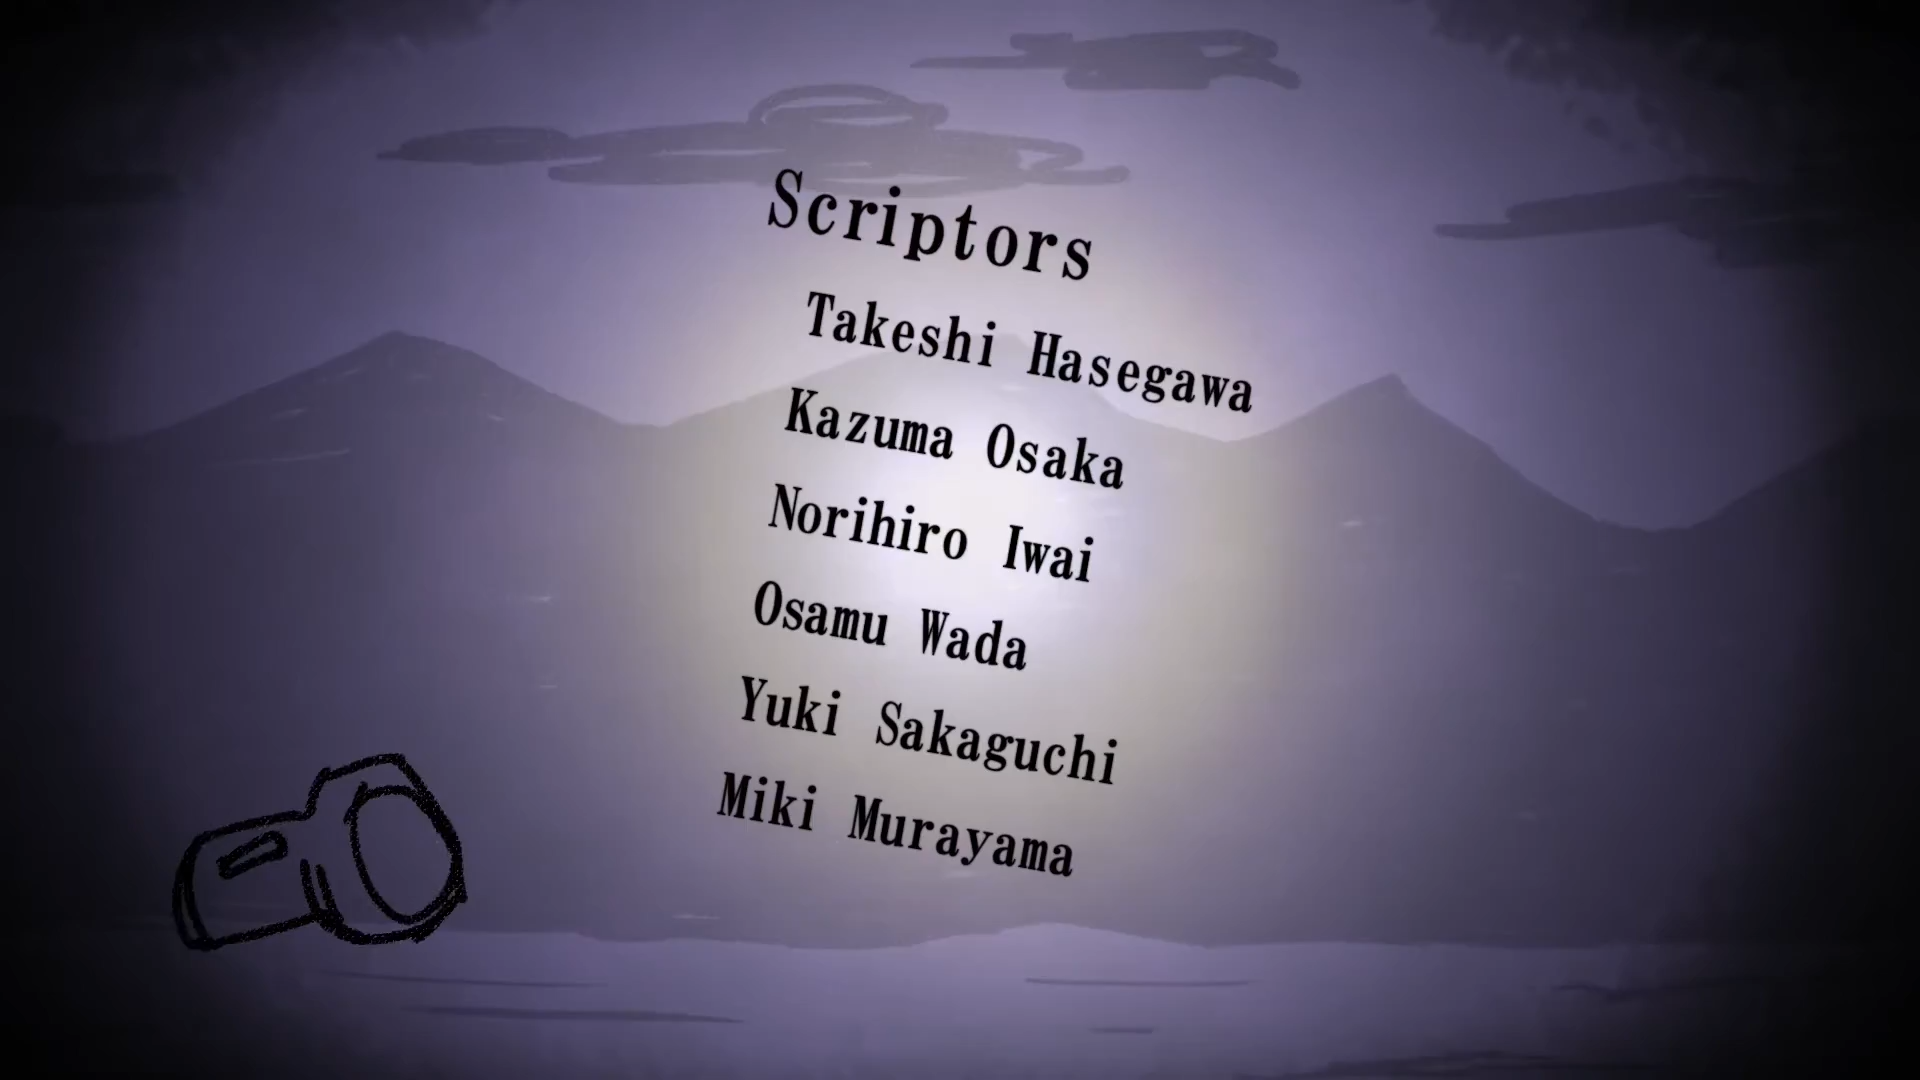 Scriptors
Takeshi Hasegawa
Kazuma Osaka
Norihiro Iwai
Osamu Wada
Yuki Sakaguchi
Miki Murayama